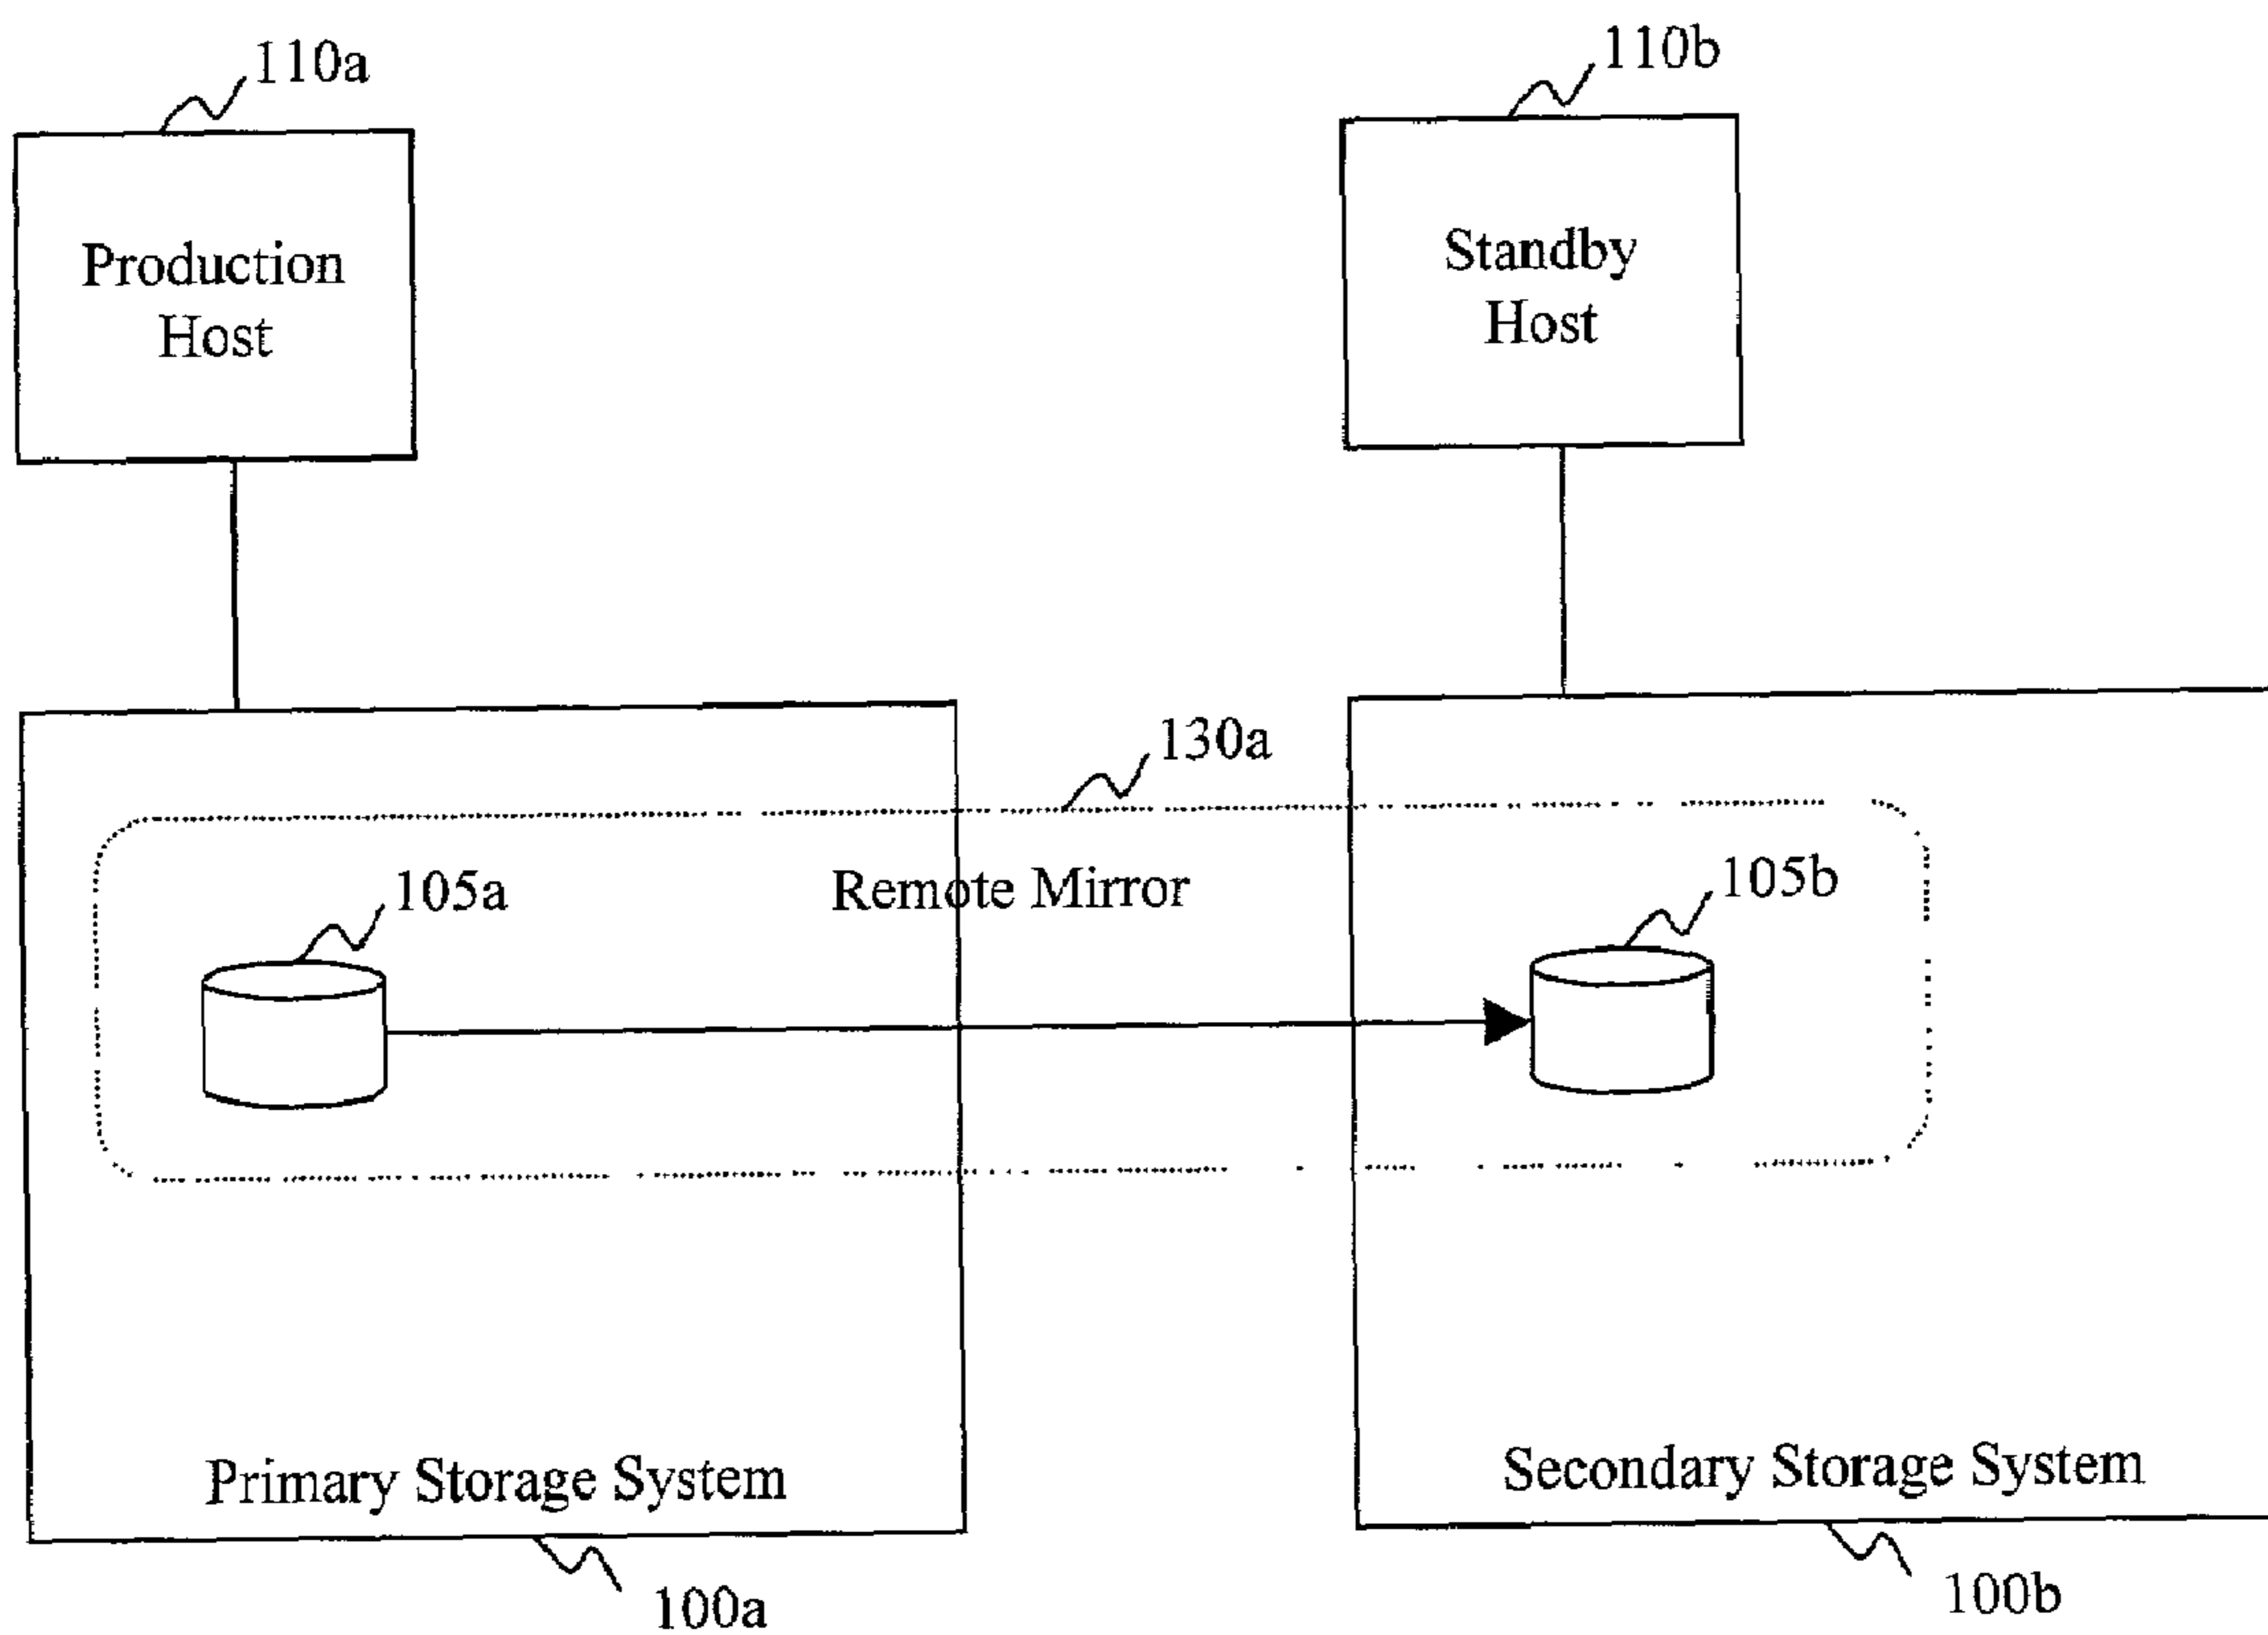 110a
110b
Production
Host
Standby
Host
130a
Remote Mirror
105a
105b
Primary Storage System
Secondary Storage System
100a
100b